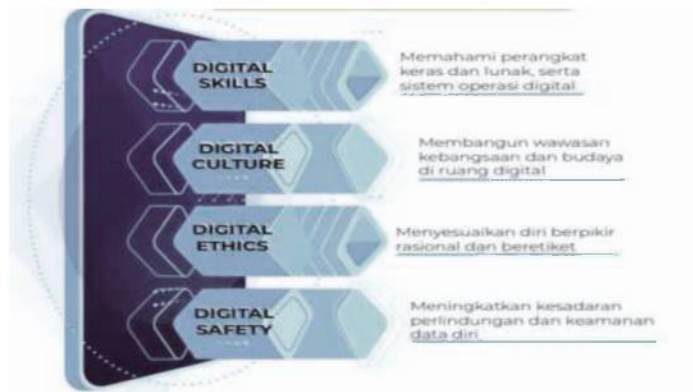 DIGITAL
SKILLS
Memahami perangkat
keras dan lunak, serta
sistem operasi digital
DIGITAL
CULTURE
Membangun wawasan
kebangsaan dan budaya
di ruang digital
DIGITAL
ETHICS
Menyesuaikan diri berpikir
rasional dan beretiket
DIGITAL
SAFETY
Meningkatkan kesadaran
perlindungan dan keamanan
data diri